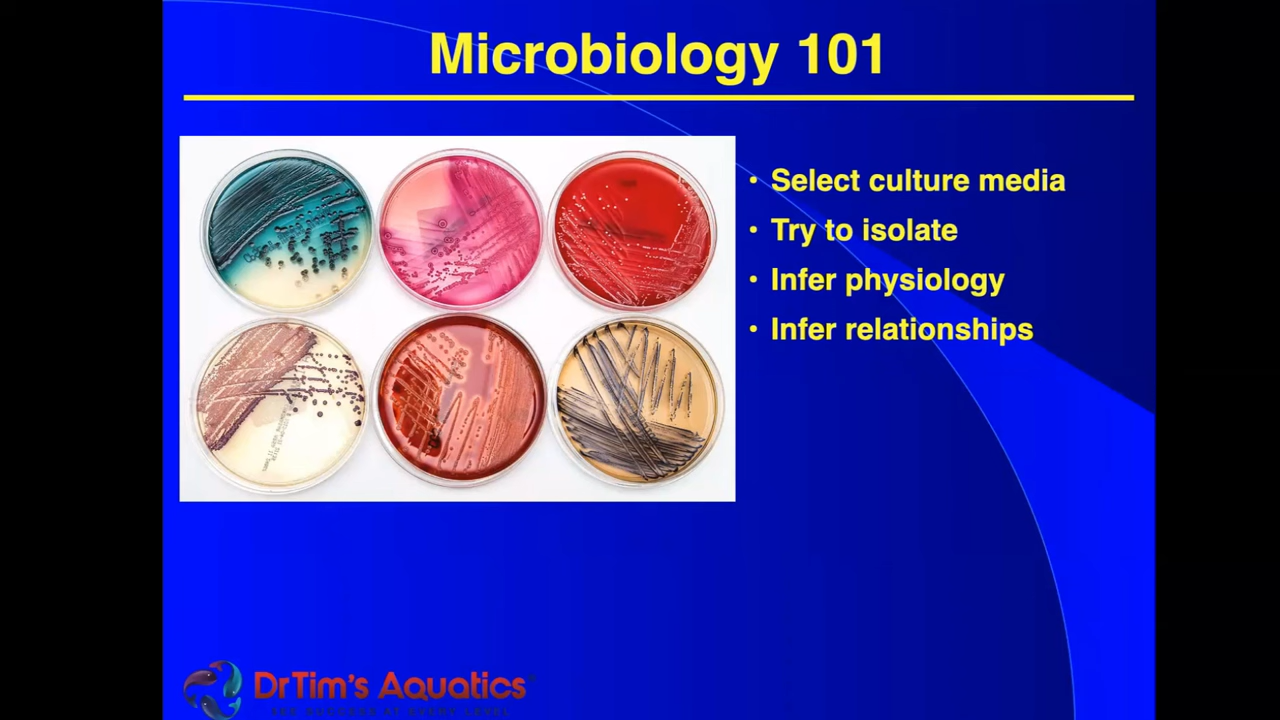 Microbiology 101
• Select culture media
• Try to isolate
• Infer physiology
• Infer relationships
DrTim's Aquatics